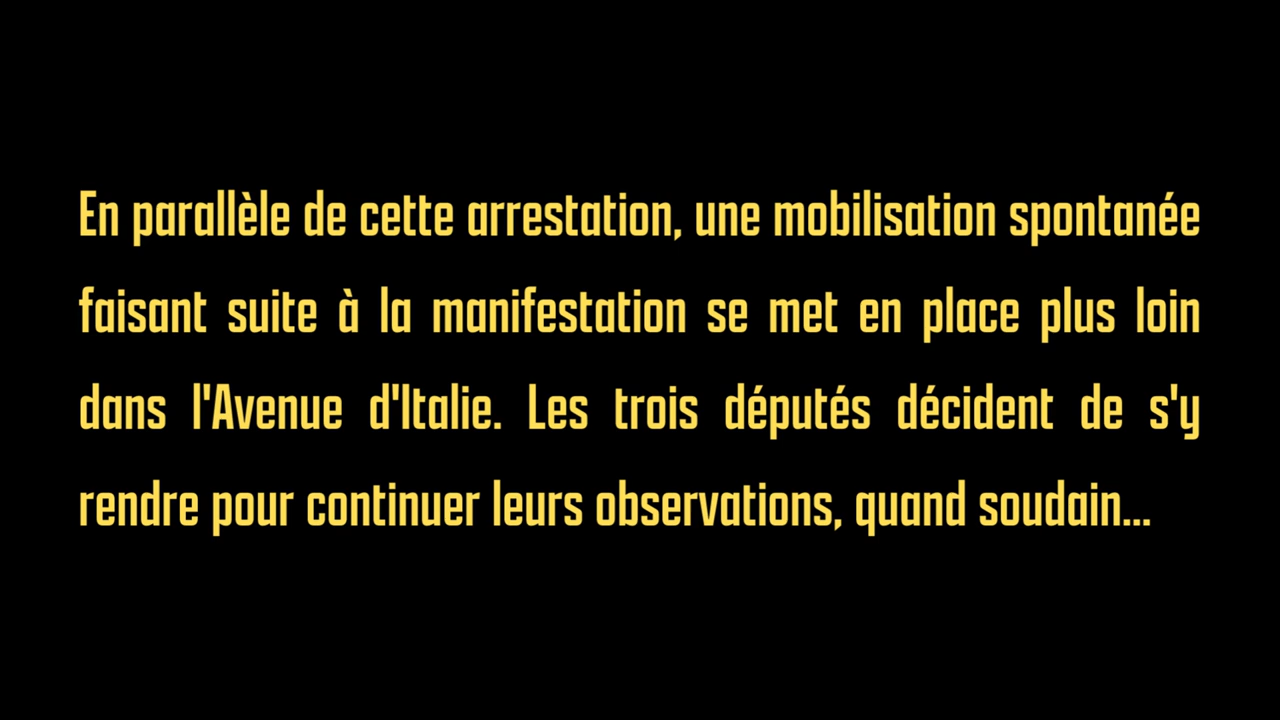 En parallèle de cette arrestation, une mobilisation spontanée
faisant suite à la manifestation se met en place plus loin
dans l'Avenue d'Italie. Les trois députés décident de s'y
rendre pour continuer leurs observations, quand soudain...